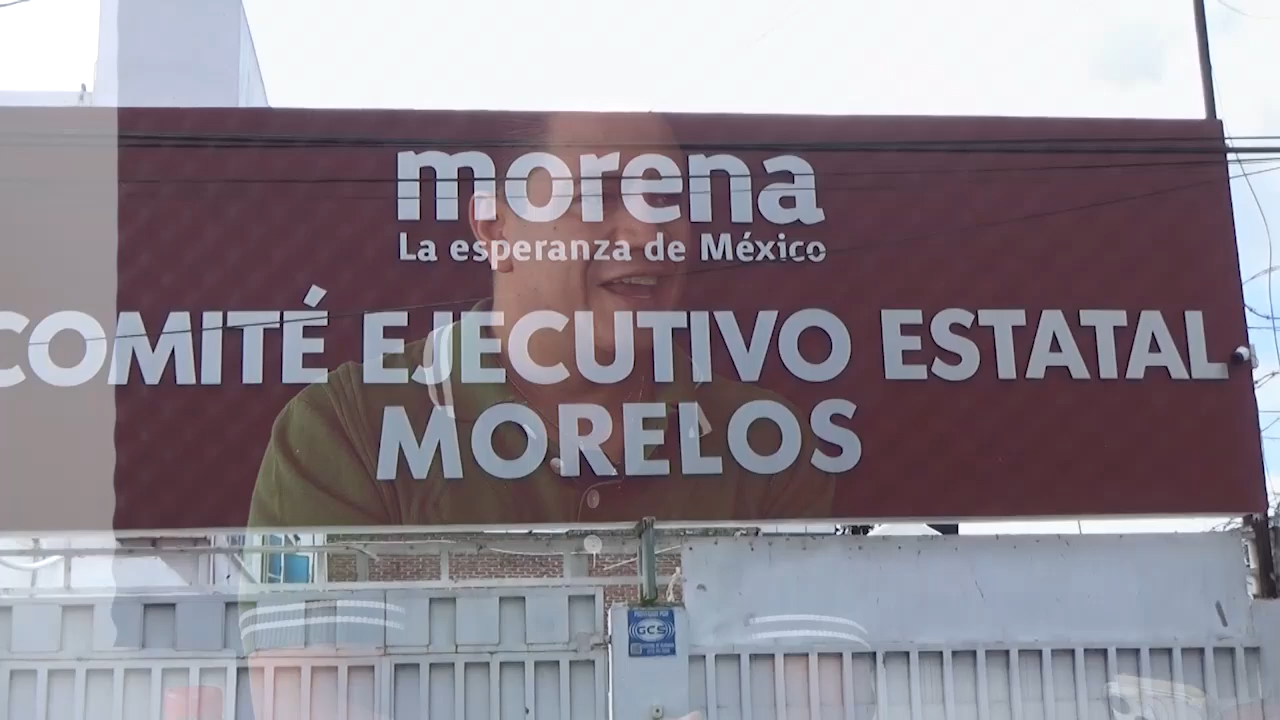 morena
La esperanza de México
COMITÉ EJECUTIVO ESTATAL
MORELOS
GCS